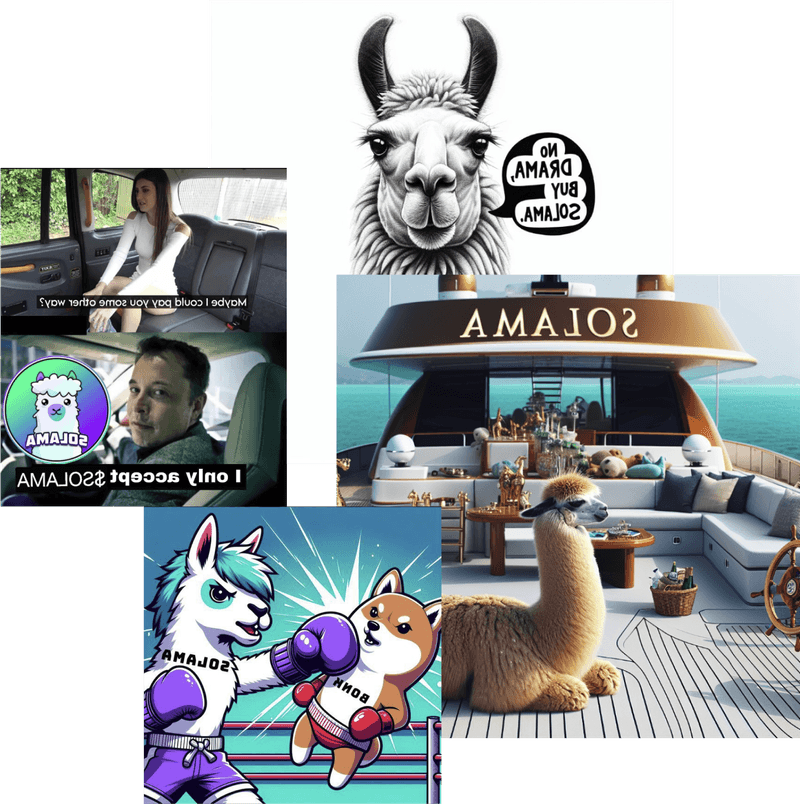 NO
DRAMA,
BUY
SOLAMA.
Maybe I could pay you some other way?
SOLAMA
I only accept $SOLAMA
SOLAMA
SOLAMA
BONK